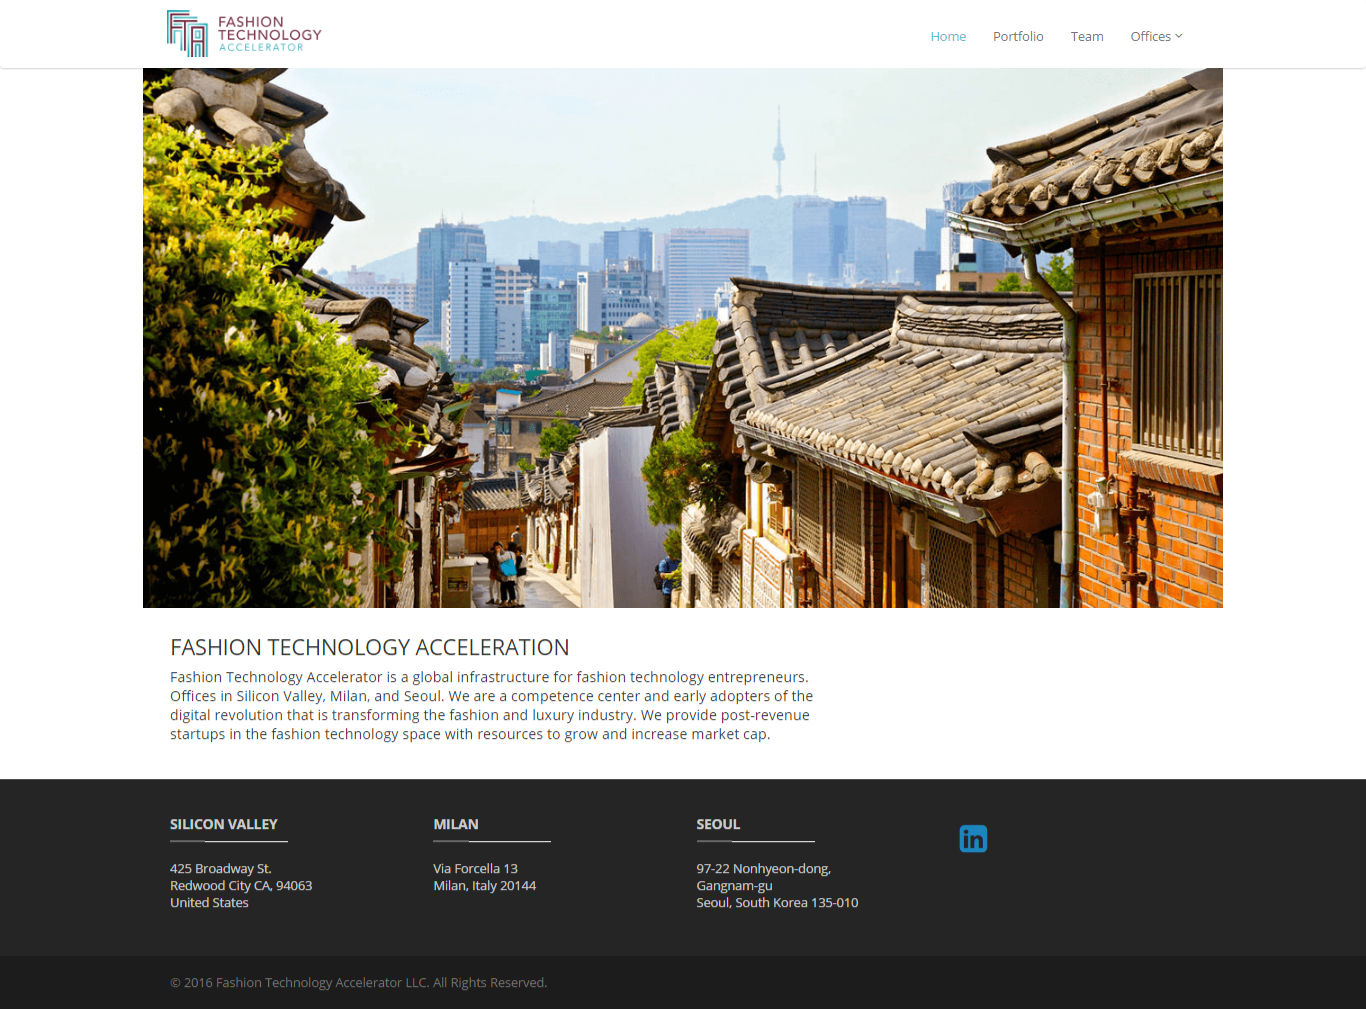 FASHION
TECHNOLOGY
ACCELERATOR
Home
Portfolio
Team
Offices
FASHION TECHNOLOGY ACCELERATION
Fashion Technology Accelerator is a global infrastructure for fashion technology entrepreneurs.
Offices in Silicon Valley, Milan, and Seoul. We are a competence center and early adopters of the
digital revolution that is transforming the fashion and luxury industry. We provide post-revenue
startups in the fashion technology space with resources to grow and increase market cap.
SILICON VALLEY
425 Broadway St.
Redwood City CA, 94063
United States
MILAN
Via Forcella 13
Milan, Italy 20144
SEOUL
97-22 Nonhyeon-dong,
Gangnam-gu
Seoul, South Korea 135-010
in
© 2016 Fashion Technology Accelerator LLC. All Rights Reserved.